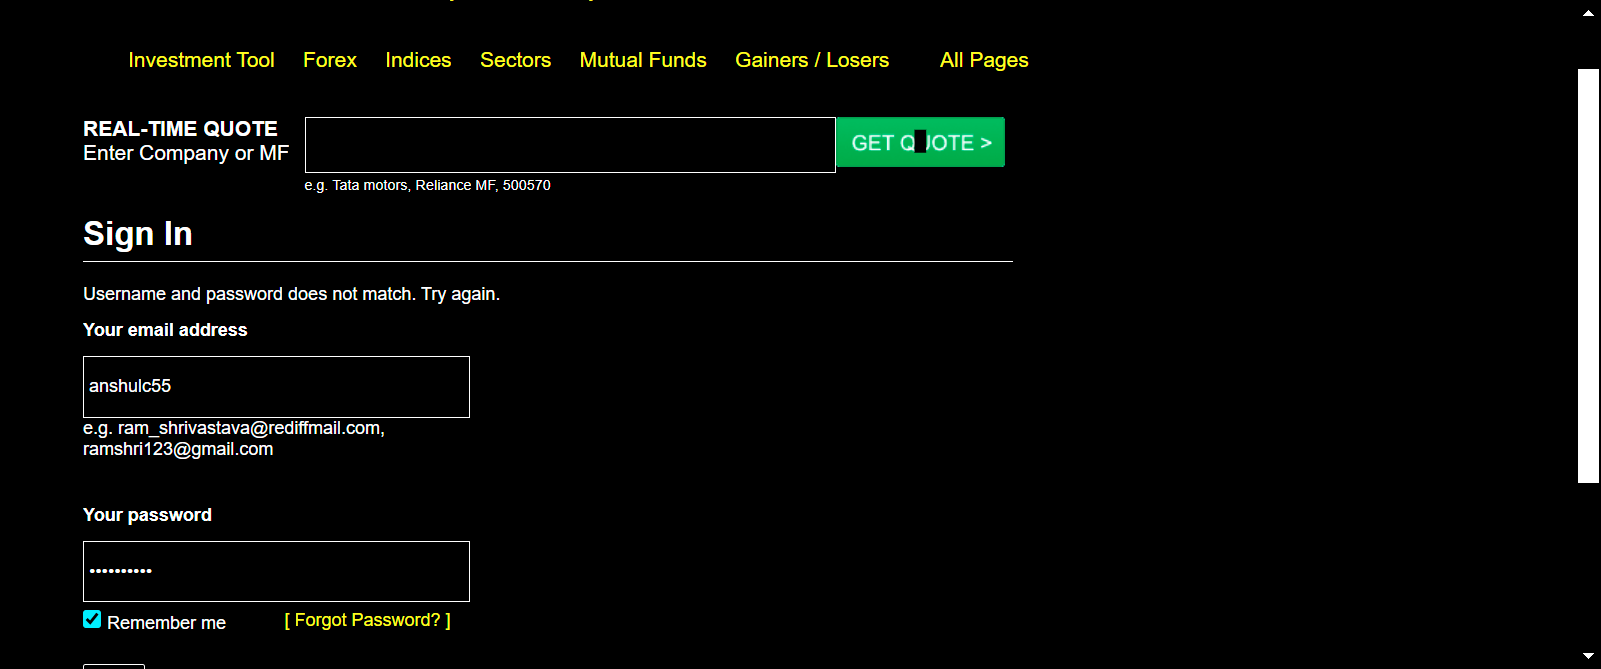 Investment Tool Forex Indices Sectors Mutual Funds Gainers / Losers All Pages
REAL-TIME QUOTE
Enter Company or MF
GET QUOTE >
e.g. Tata motors, Reliance MF, 500570
Sign In
Username and password does not match. Try again.
Your email address
anshulc55
e.g. ram_shrivastava@rediffmail.com,
ramshri123@gmail.com
Your password
••••••••••
Remember me [ Forgot Password? ]